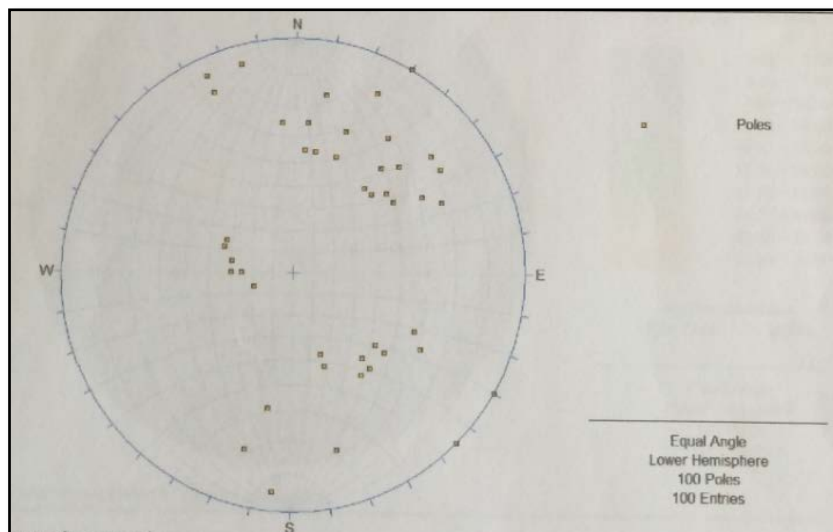 N
Poles
W
E
S
Equal Angle
Lower Hemisphere
100 Poles
100 Entries